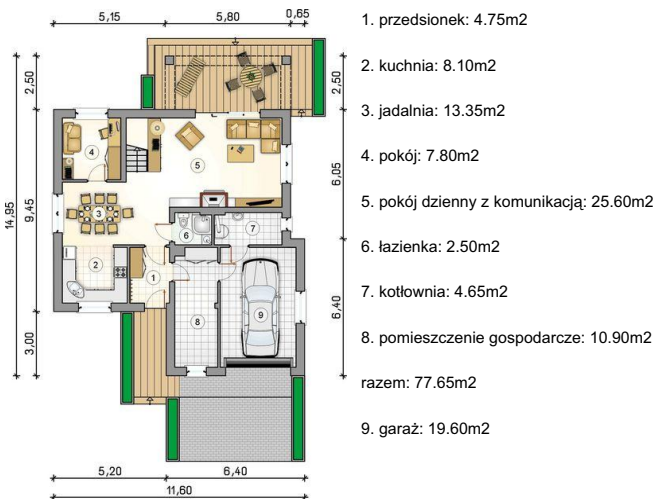 5,15 5,80 0,65
1. przedsionek: 4.75m2
2. kuchnia: 8.10m2
3. jadalnia: 13.35m2
4. pokój: 7.80m2
5. pokój dzienny z komunikacją: 25.60m2
6. łazienka: 2.50m2
7. kotłownia: 4.65m2
8. pomieszczenie gospodarcze: 10.90m2
razem: 77.65m2
9. garaż: 19.60m2
2,50
2,50
14,95
9,45
6,05
3,00
6,40
4
5
3
6
7
2
1
8
9
5,20 6,40
11,60